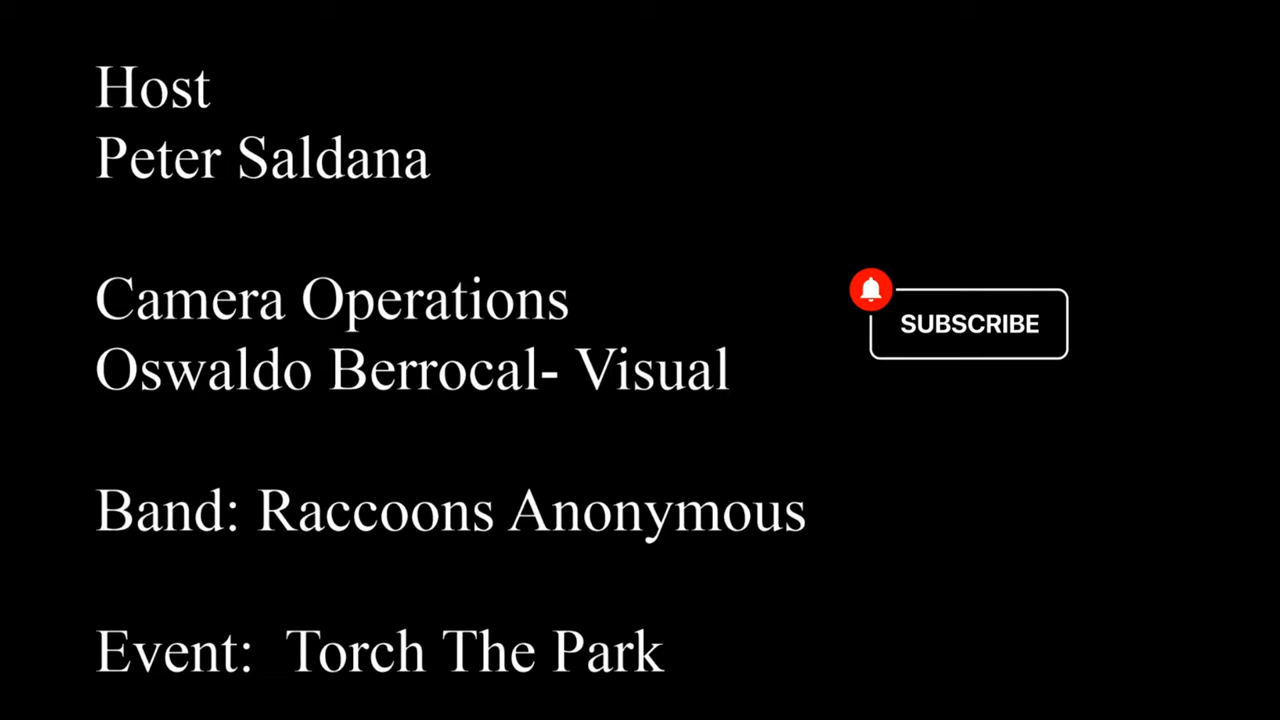 Host
Peter Saldana
Camera Operations
Oswaldo Berrocal- Visual
SUBSCRIBE
Band: Raccoons Anonymous
Event:  Torch The Park